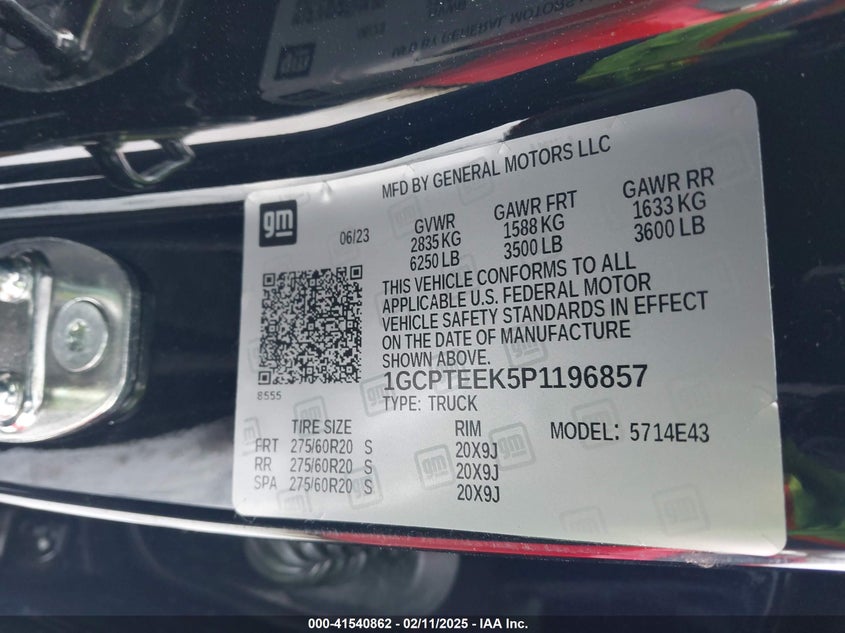 MFD BY GENERAL MOTORS LLC
gm
06/23
GVWR
2835 KG
6250 LB
GAWR FRT
1588 KG
3500 LB
GAWR RR
1633 KG
3600 LB
THIS VEHICLE CONFORMS TO ALL
APPLICABLE U.S. FEDERAL MOTOR
VEHICLE SAFETY STANDARDS IN EFFECT
ON THE DATE OF MANUFACTURE
SHOWN ABOVE.
8555
1GCPTEEK5P1196857
TYPE: TRUCK
TIRE SIZE RIM MODEL: 5714E43
FRT 275/60R20 S 20X9J
RR 275/60R20 S 20X9J
SPA 275/60R20 S 20X9J
000-41540862 - 02/11/2025 - IAA Inc.